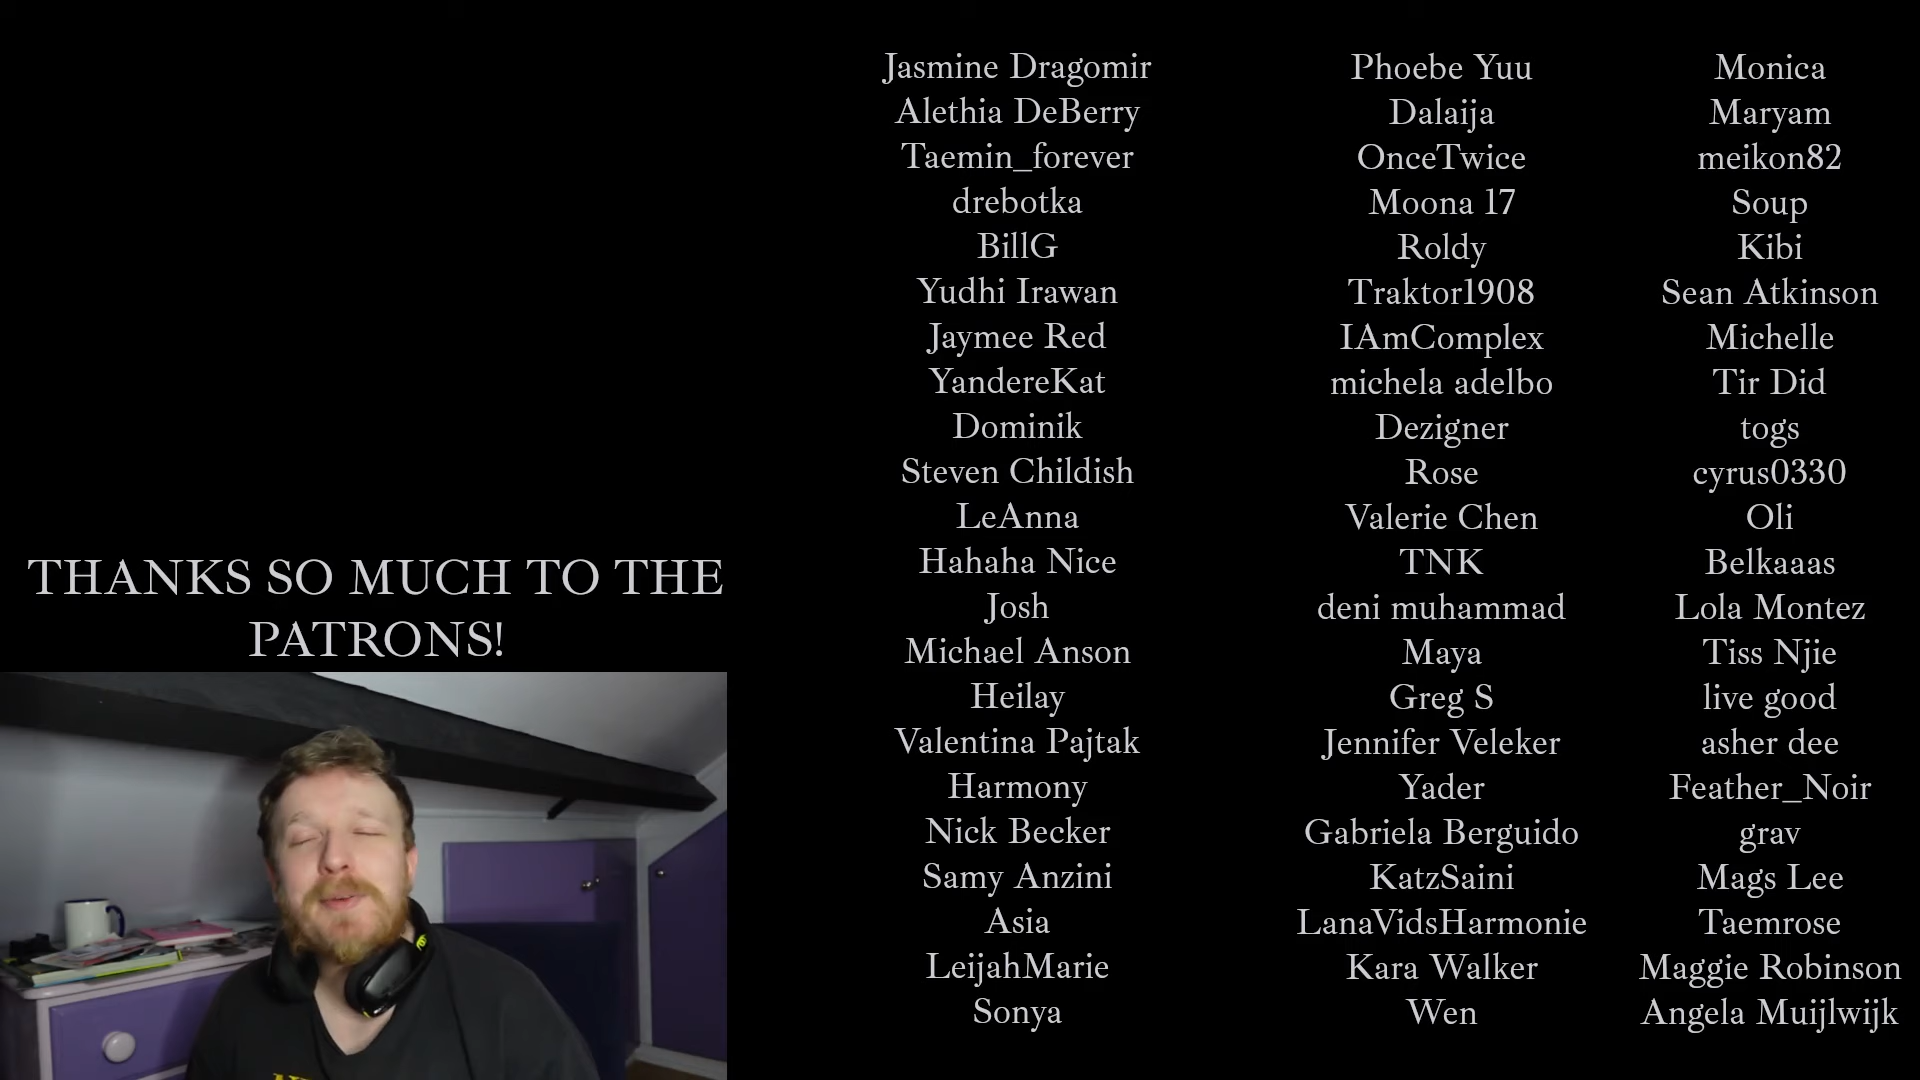 THANKS SO MUCH TO THE
PATRONS!
Jasmine Dragomir
Alethia DeBerry
Taemin_forever
drebotka
BillG
Yudhi Irawan
Jaymee Red
YandereKat
Dominik
Steven Childish
LeAnna
Hahaha Nice
Josh
Michael Anson
Heilay
Valentina Pajtak
Harmony
Nick Becker
Samy Anzini
Asia
LeijahMarie
Sonya
Phoebe Yuu
Dalaija
OnceTwice
Moona 17
Roldy
Traktor1908
IAmComplex
michela adelbo
Dezigner
Rose
Valerie Chen
TNK
deni muhammad
Maya
Greg S
Jennifer Veleker
Yader
Gabriela Berguido
KatzSaini
LanaVidsHarmonie
Kara Walker
Wen
Monica
Maryam
meikon82
Soup
Kibi
Sean Atkinson
Michelle
Tir Did
togs
cyrus0330
Oli
Belkaaas
Lola Montez
Tiss Njie
live good
asher dee
Feather_Noir
grav
Mags Lee
Taemrose
Maggie Robinson
Angela Muijlwijk